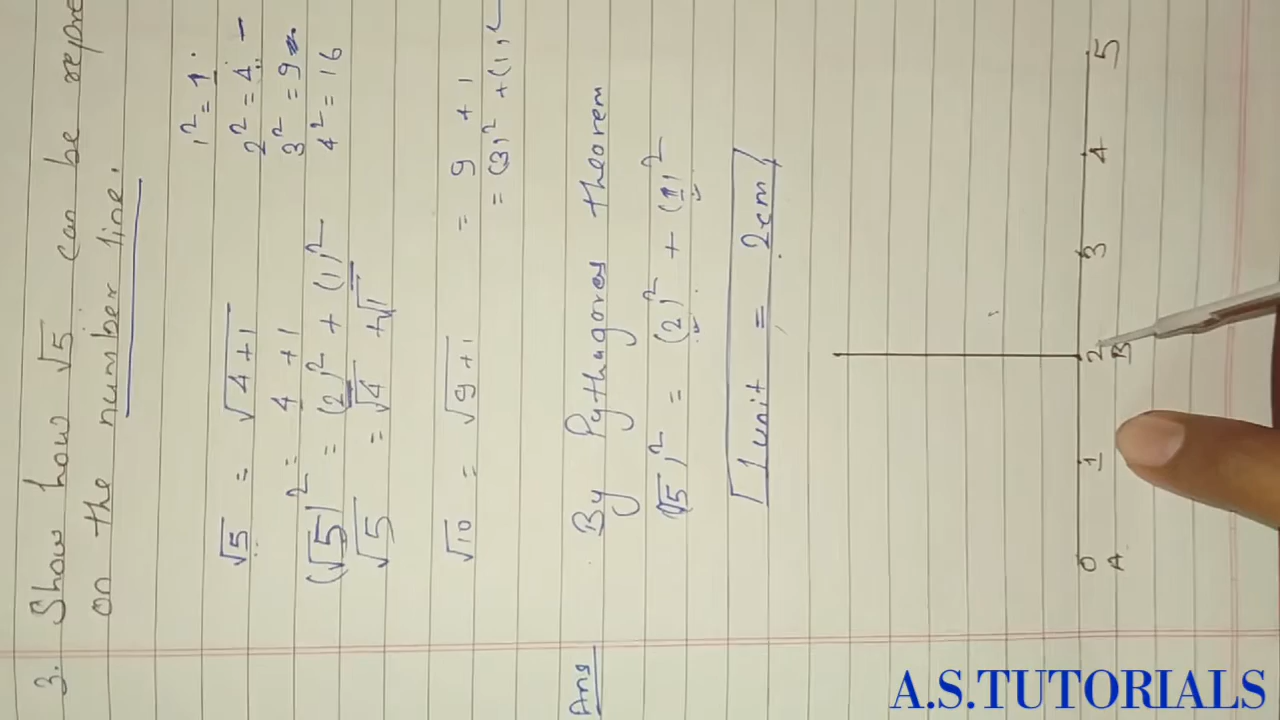 3. Show how √5 can be repre
on the number line.
1² = 1
√5 = √4+1
2² = 4
(√5)² = 4 + 1
3² = 9
= (2)² + (1)²
4² = 16
√5 = √4 + √1
√10 = √9+1 = 9 + 1
= (3)² + (1)²
Ans By Pythagores theorem
(√5)² = (2)² + (1)²
1 unit = 2cm
0 1 2 3 4 5
A B
A.S.TUTORIALS